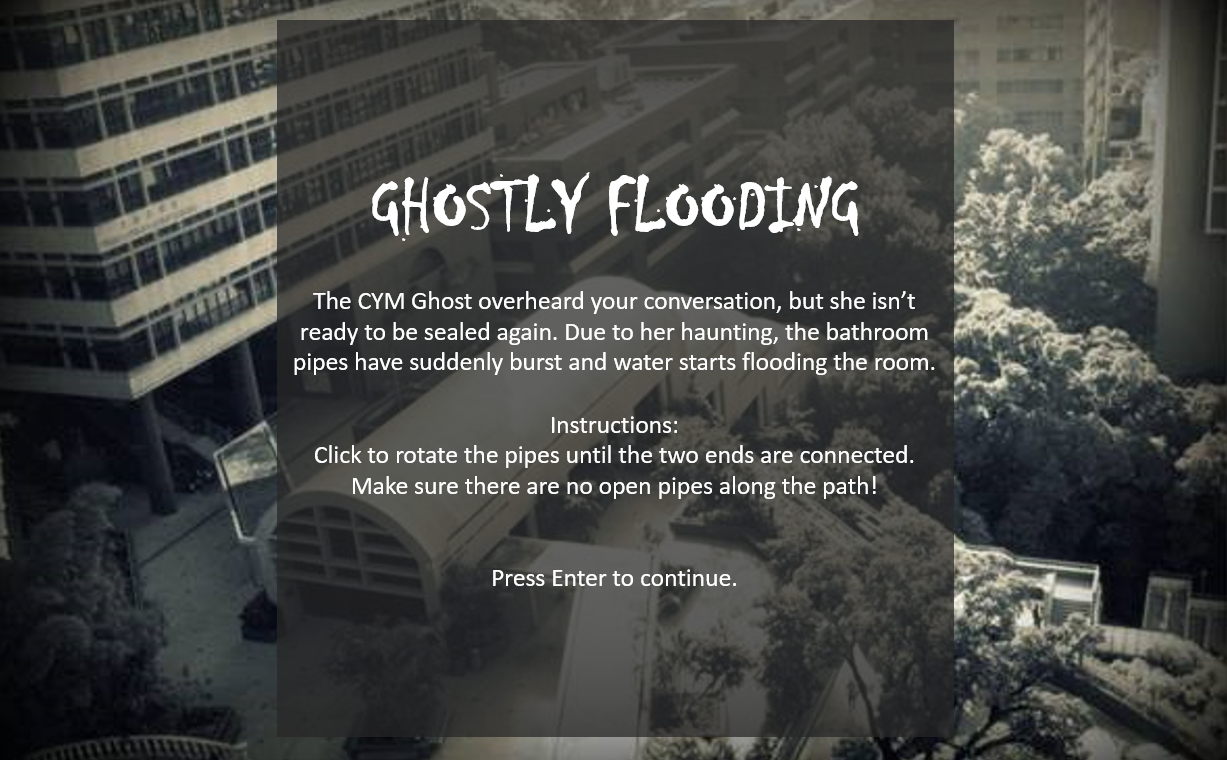 GHOSTLY FLOODING
The CYM Ghost overheard your conversation, but she isn’t
ready to be sealed again. Due to her haunting, the bathroom
pipes have suddenly burst and water starts flooding the room.
Instructions:
Click to rotate the pipes until the two ends are connected.
Make sure there are no open pipes along the path!
Press Enter to continue.